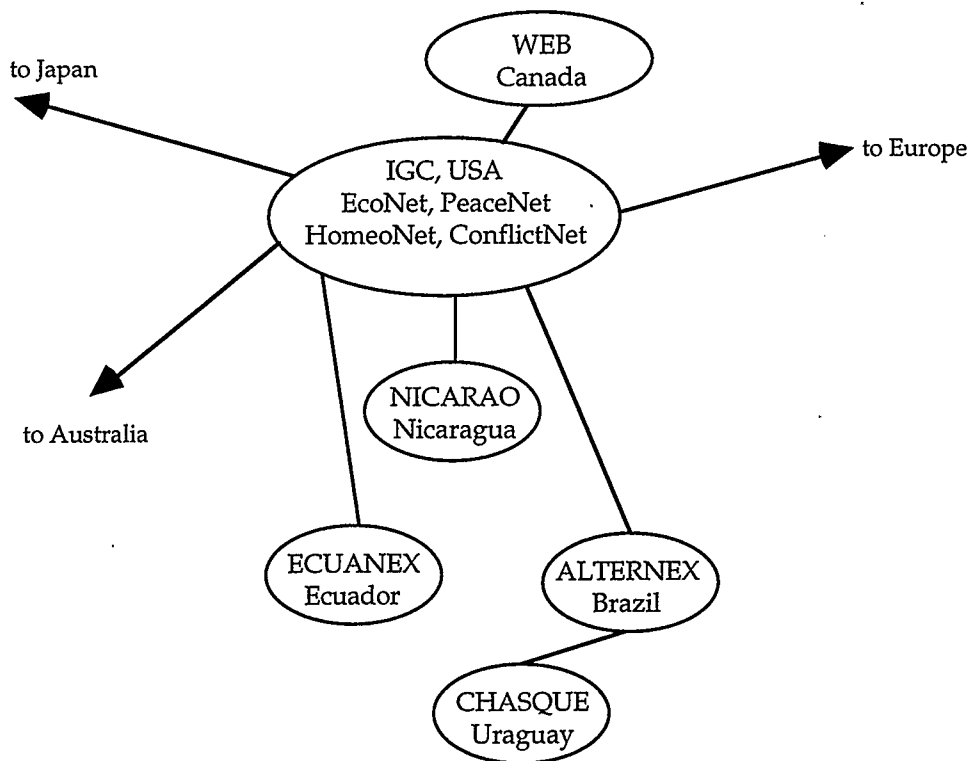 WEB
Canada
to Japan
to Europe
IGC, USA
EcoNet, PeaceNet
HomeoNet, ConflictNet
NICARAO
Nicaragua
to Australia
ECUANEX
Ecuador
ALTERNEX
Brazil
CHASQUE
Uraguay